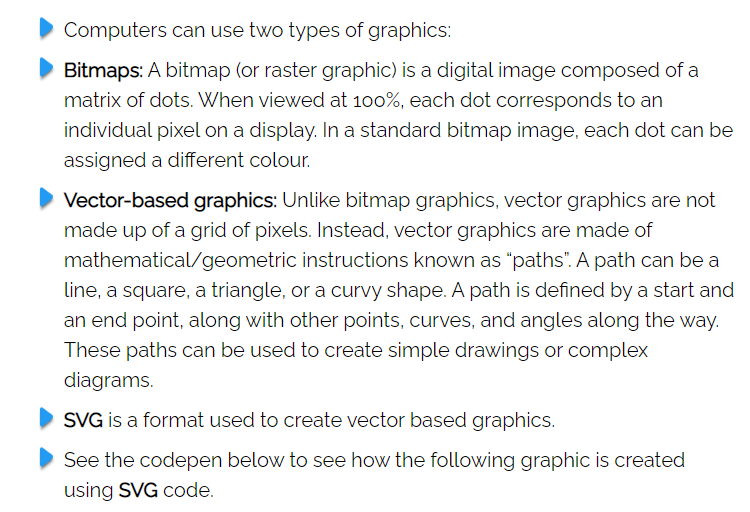 Computers can use two types of graphics:
Bitmaps: A bitmap (or raster graphic) is a digital image composed of a
matrix of dots. When viewed at 100%, each dot corresponds to an
individual pixel on a display. In a standard bitmap image, each dot can be
assigned a different colour.
Vector-based graphics: Unlike bitmap graphics, vector graphics are not
made up of a grid of pixels. Instead, vector graphics are made of
mathematical/geometric instructions known as “paths”. A path can be a
line, a square, a triangle, or a curvy shape. A path is defined by a start and
an end point, along with other points, curves, and angles along the way.
These paths can be used to create simple drawings or complex
diagrams.
SVG is a format used to create vector based graphics.
See the codepen below to see how the following graphic is created
using SVG code.